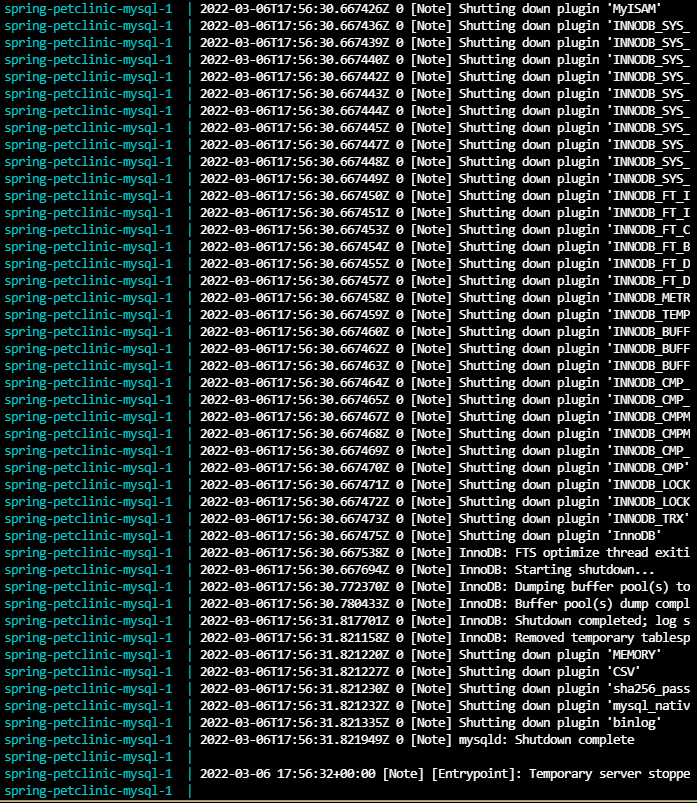 spring-petclinic-mysql-1 | 2022-03-06T17:56:30.667426Z 0 [Note] Shutting down plugin 'MyISAM'
spring-petclinic-mysql-1 | 2022-03-06T17:56:30.667436Z 0 [Note] Shutting down plugin 'INNODB_SYS_
spring-petclinic-mysql-1 | 2022-03-06T17:56:30.667439Z 0 [Note] Shutting down plugin 'INNODB_SYS_
spring-petclinic-mysql-1 | 2022-03-06T17:56:30.667440Z 0 [Note] Shutting down plugin 'INNODB_SYS_
spring-petclinic-mysql-1 | 2022-03-06T17:56:30.667442Z 0 [Note] Shutting down plugin 'INNODB_SYS_
spring-petclinic-mysql-1 | 2022-03-06T17:56:30.667443Z 0 [Note] Shutting down plugin 'INNODB_SYS_
spring-petclinic-mysql-1 | 2022-03-06T17:56:30.667444Z 0 [Note] Shutting down plugin 'INNODB_SYS_
spring-petclinic-mysql-1 | 2022-03-06T17:56:30.667445Z 0 [Note] Shutting down plugin 'INNODB_SYS_
spring-petclinic-mysql-1 | 2022-03-06T17:56:30.667447Z 0 [Note] Shutting down plugin 'INNODB_SYS_
spring-petclinic-mysql-1 | 2022-03-06T17:56:30.667448Z 0 [Note] Shutting down plugin 'INNODB_SYS_
spring-petclinic-mysql-1 | 2022-03-06T17:56:30.667449Z 0 [Note] Shutting down plugin 'INNODB_SYS_
spring-petclinic-mysql-1 | 2022-03-06T17:56:30.667450Z 0 [Note] Shutting down plugin 'INNODB_FT_I
spring-petclinic-mysql-1 | 2022-03-06T17:56:30.667451Z 0 [Note] Shutting down plugin 'INNODB_FT_I
spring-petclinic-mysql-1 | 2022-03-06T17:56:30.667453Z 0 [Note] Shutting down plugin 'INNODB_FT_C
spring-petclinic-mysql-1 | 2022-03-06T17:56:30.667454Z 0 [Note] Shutting down plugin 'INNODB_FT_B
spring-petclinic-mysql-1 | 2022-03-06T17:56:30.667455Z 0 [Note] Shutting down plugin 'INNODB_FT_D
spring-petclinic-mysql-1 | 2022-03-06T17:56:30.667457Z 0 [Note] Shutting down plugin 'INNODB_FT_D
spring-petclinic-mysql-1 | 2022-03-06T17:56:30.667458Z 0 [Note] Shutting down plugin 'INNODB_METR
spring-petclinic-mysql-1 | 2022-03-06T17:56:30.667459Z 0 [Note] Shutting down plugin 'INNODB_TEMP
spring-petclinic-mysql-1 | 2022-03-06T17:56:30.667460Z 0 [Note] Shutting down plugin 'INNODB_BUFF
spring-petclinic-mysql-1 | 2022-03-06T17:56:30.667462Z 0 [Note] Shutting down plugin 'INNODB_BUFF
spring-petclinic-mysql-1 | 2022-03-06T17:56:30.667463Z 0 [Note] Shutting down plugin 'INNODB_BUFF
spring-petclinic-mysql-1 | 2022-03-06T17:56:30.667464Z 0 [Note] Shutting down plugin 'INNODB_CMP_
spring-petclinic-mysql-1 | 2022-03-06T17:56:30.667465Z 0 [Note] Shutting down plugin 'INNODB_CMP_
spring-petclinic-mysql-1 | 2022-03-06T17:56:30.667467Z 0 [Note] Shutting down plugin 'INNODB_CMPM
spring-petclinic-mysql-1 | 2022-03-06T17:56:30.667468Z 0 [Note] Shutting down plugin 'INNODB_CMPM
spring-petclinic-mysql-1 | 2022-03-06T17:56:30.667469Z 0 [Note] Shutting down plugin 'INNODB_CMP_
spring-petclinic-mysql-1 | 2022-03-06T17:56:30.667470Z 0 [Note] Shutting down plugin 'INNODB_CMP'
spring-petclinic-mysql-1 | 2022-03-06T17:56:30.667471Z 0 [Note] Shutting down plugin 'INNODB_LOCK
spring-petclinic-mysql-1 | 2022-03-06T17:56:30.667472Z 0 [Note] Shutting down plugin 'INNODB_LOCK
spring-petclinic-mysql-1 | 2022-03-06T17:56:30.667473Z 0 [Note] Shutting down plugin 'INNODB_TRX'
spring-petclinic-mysql-1 | 2022-03-06T17:56:30.667475Z 0 [Note] Shutting down plugin 'InnoDB'
spring-petclinic-mysql-1 | 2022-03-06T17:56:30.667538Z 0 [Note] InnoDB: FTS optimize thread exiti
spring-petclinic-mysql-1 | 2022-03-06T17:56:30.667694Z 0 [Note] InnoDB: Starting shutdown...
spring-petclinic-mysql-1 | 2022-03-06T17:56:30.772370Z 0 [Note] InnoDB: Dumping buffer pool(s) to
spring-petclinic-mysql-1 | 2022-03-06T17:56:30.780433Z 0 [Note] InnoDB: Buffer pool(s) dump compl
spring-petclinic-mysql-1 | 2022-03-06T17:56:31.817701Z 0 [Note] InnoDB: Shutdown completed; log s
spring-petclinic-mysql-1 | 2022-03-06T17:56:31.821158Z 0 [Note] InnoDB: Removed temporary tablesp
spring-petclinic-mysql-1 | 2022-03-06T17:56:31.821220Z 0 [Note] Shutting down plugin 'MEMORY'
spring-petclinic-mysql-1 | 2022-03-06T17:56:31.821227Z 0 [Note] Shutting down plugin 'CSV'
spring-petclinic-mysql-1 | 2022-03-06T17:56:31.821230Z 0 [Note] Shutting down plugin 'sha256_pass
spring-petclinic-mysql-1 | 2022-03-06T17:56:31.821232Z 0 [Note] Shutting down plugin 'mysql_nativ
spring-petclinic-mysql-1 | 2022-03-06T17:56:31.821335Z 0 [Note] Shutting down plugin 'binlog'
spring-petclinic-mysql-1 | 2022-03-06T17:56:31.821949Z 0 [Note] mysqld: Shutdown complete
spring-petclinic-mysql-1 |
spring-petclinic-mysql-1 | 2022-03-06 17:56:32+00:00 [Note] [Entrypoint]: Temporary server stoppe
spring-petclinic-mysql-1 |